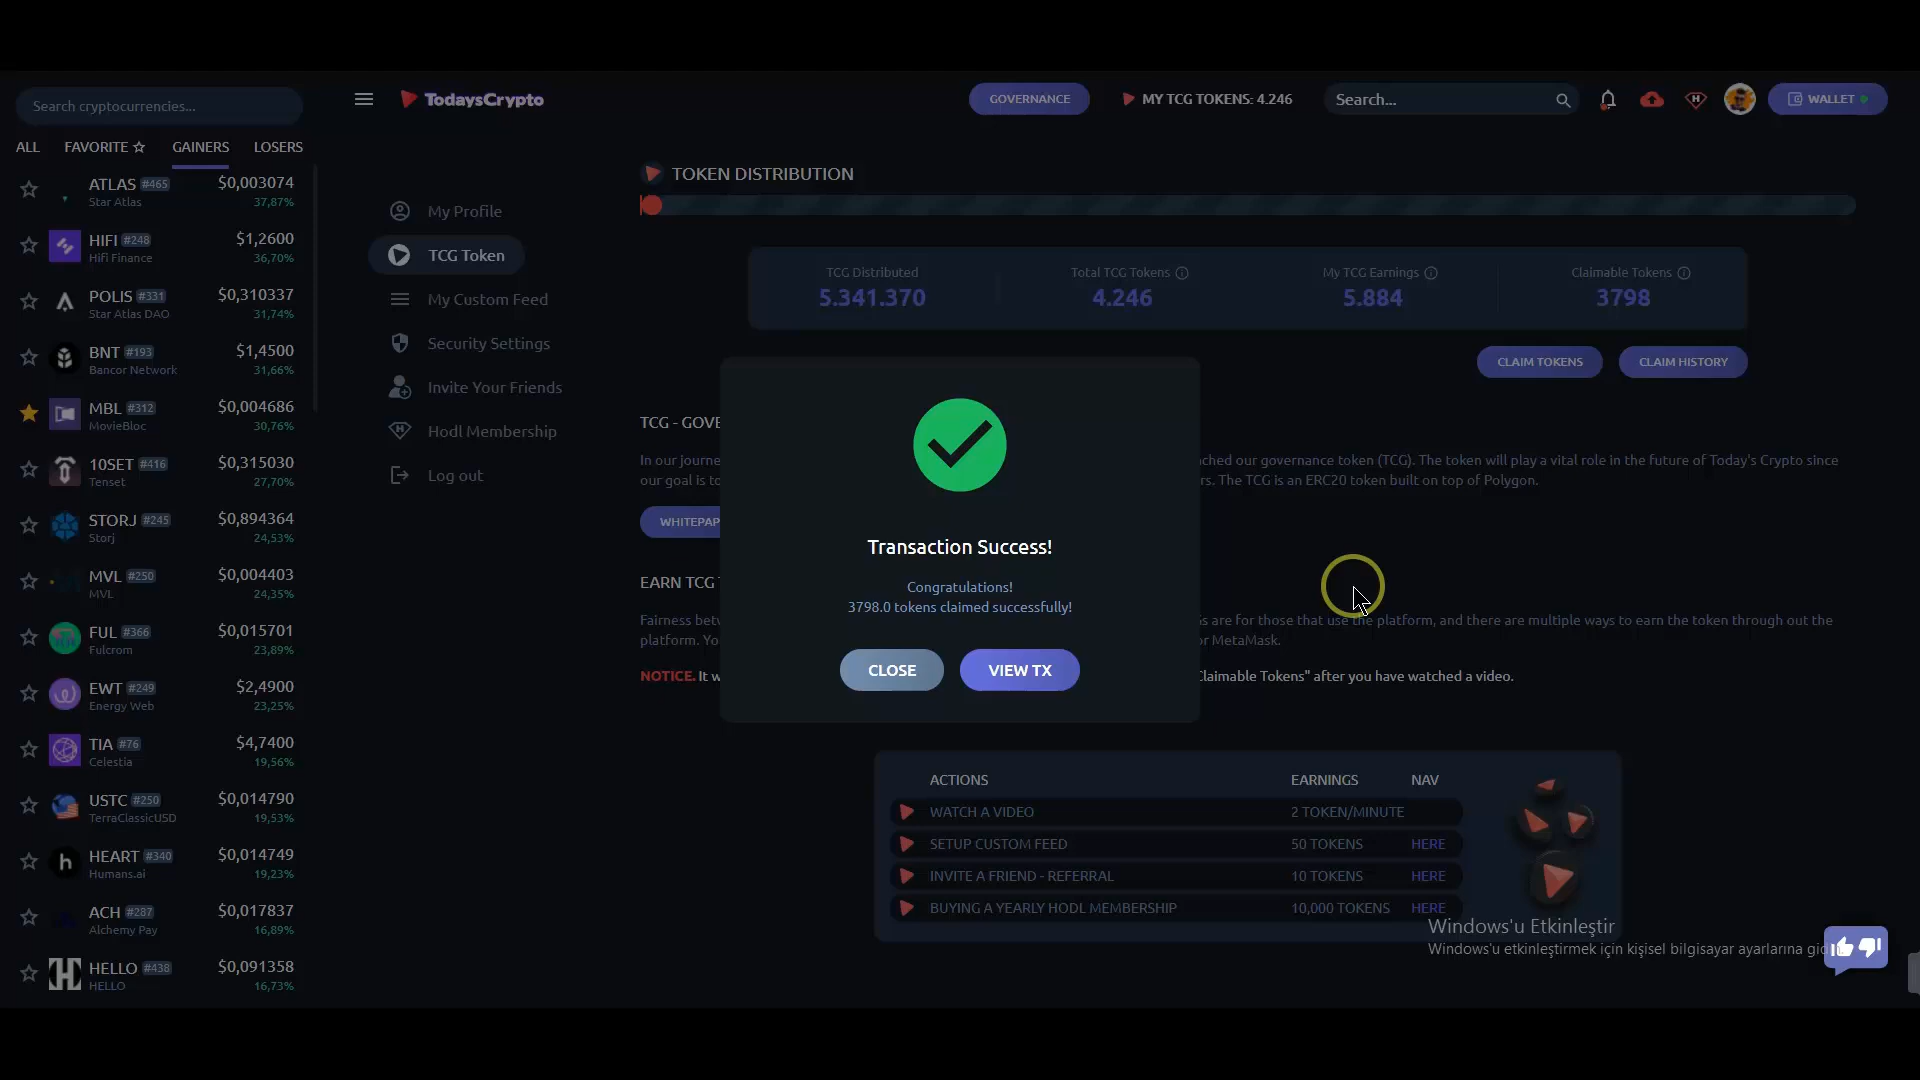 Search cryptocurrencies...
ALL FAVORITE GAINERS LOSERS
ATLAS #465 $0,003074
Star Atlas 37,87%
HIFI #248 $1,2600
Hifi Finance 36,70%
POLIS #331 $0,310337
Star Atlas DAO 31,74%
BNT #193 $1,4500
Bancor Network 31,66%
MBL #312 $0,004686
MovieBloc 30,76%
10SET #416 $0,315030
Tenset 27,70%
STORJ #245 $0,894364
Storj 24,53%
MVL #250 $0,004403
MVL 24,35%
FUL #366 $0,015701
Fulcrom 23,89%
EWT #249 $2,4900
Energy Web 23,25%
TIA #76 $4,7400
Celestia 19,56%
USTC #250 $0,014790
TerraClassicUSD 19,53%
HEART #340 $0,014749
Humans.ai 19,23%
ACH #287 $0,017837
Alchemy Pay 16,89%
HELLO #438 $0,091358
HELLO 16,73%
TodaysCrypto
GOVERNANCE
MY TCG TOKENS: 4.246
Search...
WALLET
My Profile
TCG Token
My Custom Feed
Security Settings
Invite Your Friends
Hodl Membership
Log out
TOKEN DISTRIBUTION
TCG Distributed Total TCG Tokens My TCG Earnings Claimable Tokens
5.341.370 4.246 5.884 3798
CLAIM TOKENS CLAIM HISTORY
TCG - GOVE
In our journe ched our governance token (TCG). The token will play a vital role in the future of Today's Crypto since
our goal is to rs. The TCG is an ERC20 token built on top of Polygon.
WHITEPAP
EARN TCG
Fairness betw s are for those that use the platform, and there are multiple ways to earn the token through out the
platform. Yo or MetaMask.
NOTICE. It w Claimable Tokens" after you have watched a video.
Transaction Success!
Congratulations!
3798.0 tokens claimed successfully!
CLOSE VIEW TX
ACTIONS EARNINGS NAV
WATCH A VIDEO 2 TOKEN/MINUTE
SETUP CUSTOM FEED 50 TOKENS HERE
INVITE A FRIEND - REFERRAL 10 TOKENS HERE
BUYING A YEARLY HODL MEMBERSHIP 10,000 TOKENS HERE
Windows'u Etkinleştir
Windows'u etkinleştirmek için kişisel bilgisayar ayarlarına gid